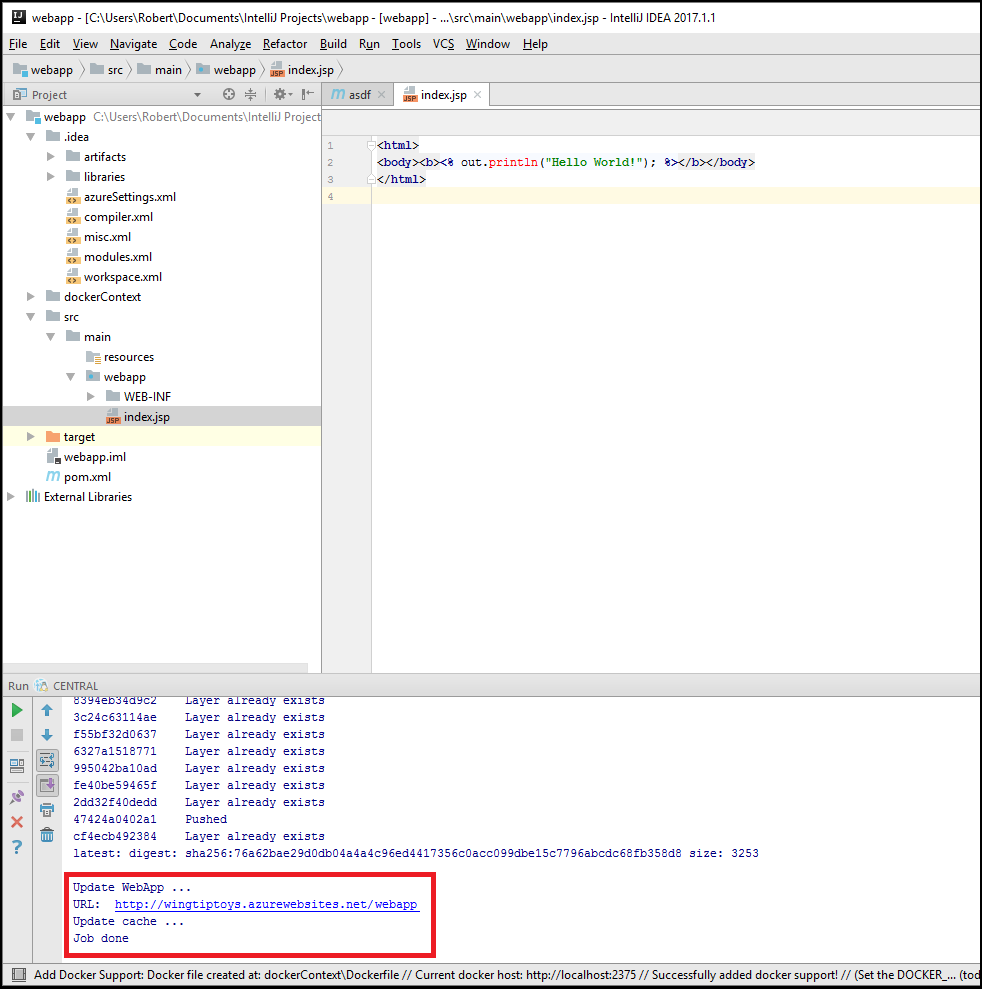 webapp - [C:\Users\Robert\Documents\IntelliJ Projects\webapp - [webapp] - ...\src\main\webapp\index.jsp - IntelliJ IDEA 2017.1.1
File Edit View Navigate Code Analyze Refactor Build Run Tools VCS Window Help
webapp src main webapp index.jsp
Project
asdf index.jsp
webapp C:\Users\Robert\Documents\IntelliJ Project
.idea
artifacts
libraries
azureSettings.xml
compiler.xml
misc.xml
modules.xml
workspace.xml
dockerContext
src
main
resources
webapp
WEB-INF
index.jsp
target
webapp.iml
pom.xml
External Libraries
1 <html>
2 <body><b><% out.println("Hello World!"); %></b></body>
3 </html>
4
Run CENTRAL
8394eb34d9c2 Layer already exists
3c24c63114ae Layer already exists
f55bf32d0637 Layer already exists
6327a1518771 Layer already exists
995042ba10ad Layer already exists
fe40be59465f Layer already exists
2dd32f40dedd Layer already exists
47424a0402a1 Pushed
cf4ecb492384 Layer already exists
latest: digest: sha256:76a62bae29d0db04a4a4c96ed4417356c0acc099dbe15c7796abcdc68fb358d8 size: 3253
Update WebApp ...
URL: http://wingtiptoys.azurewebsites.net/webapp
Update cache ...
Job done
Add Docker Support: Docker file created at: dockerContext\Dockerfile // Current docker host: http://localhost:2375 // Successfully added docker support! // (Set the DOCKER_... (tod